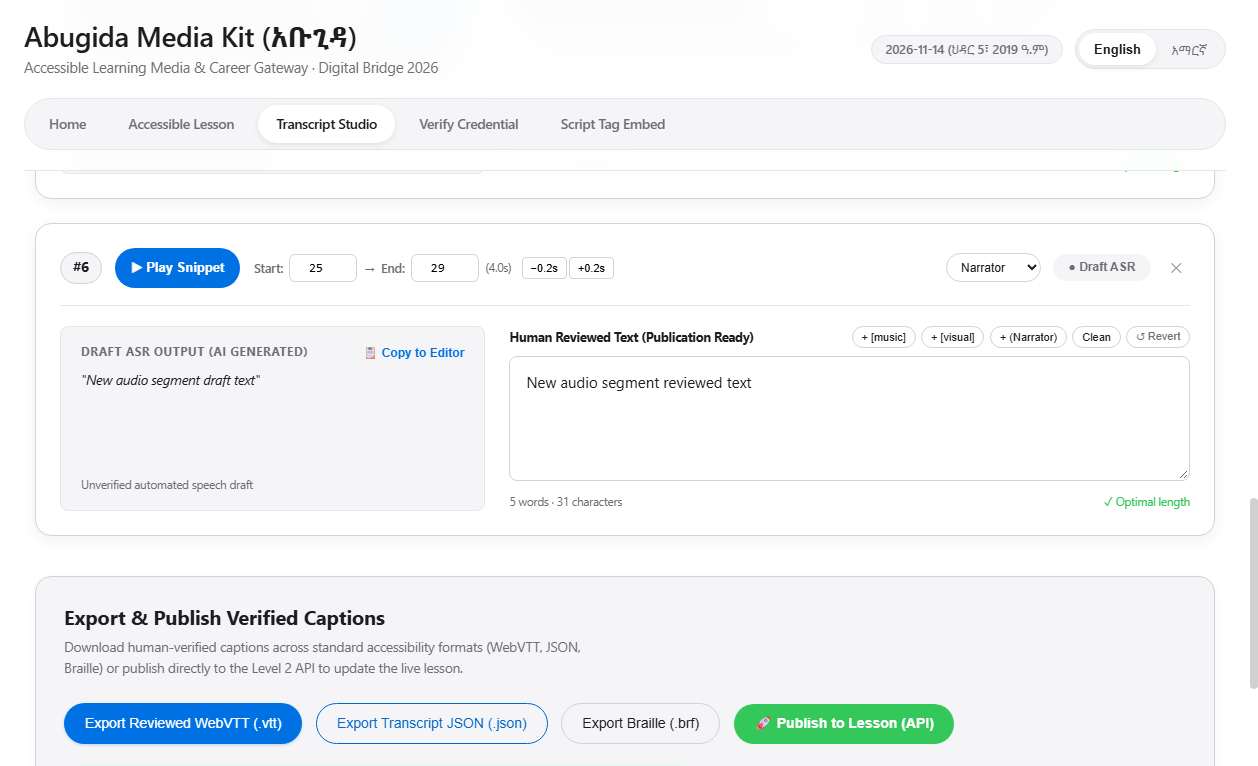 Abugida Media Kit (አቡጊዳ)
Accessible Learning Media & Career Gateway · Digital Bridge 2026
2026-11-14 (ህዳር 5፣ 2019 ዓ.ም)
English
አማርኛ
Home
Accessible Lesson
Transcript Studio
Verify Credential
Script Tag Embed
#6
▶ Play Snippet
Start: 25 → End: 29 (4.0s)
−0.2s
+0.2s
Narrator
● Draft ASR
×
DRAFT ASR OUTPUT (AI GENERATED)
📋 Copy to Editor
"New audio segment draft text"
Unverified automated speech draft
Human Reviewed Text (Publication Ready)
+ [music]
+ [visual]
+ (Narrator)
Clean
↺ Revert
New audio segment reviewed text
5 words · 31 characters
✓ Optimal length
Export & Publish Verified Captions
Download human-verified captions across standard accessibility formats (WebVTT, JSON,
Braille) or publish directly to the Level 2 API to update the live lesson.
Export Reviewed WebVTT (.vtt)
Export Transcript JSON (.json)
Export Braille (.brf)
🚀 Publish to Lesson (API)